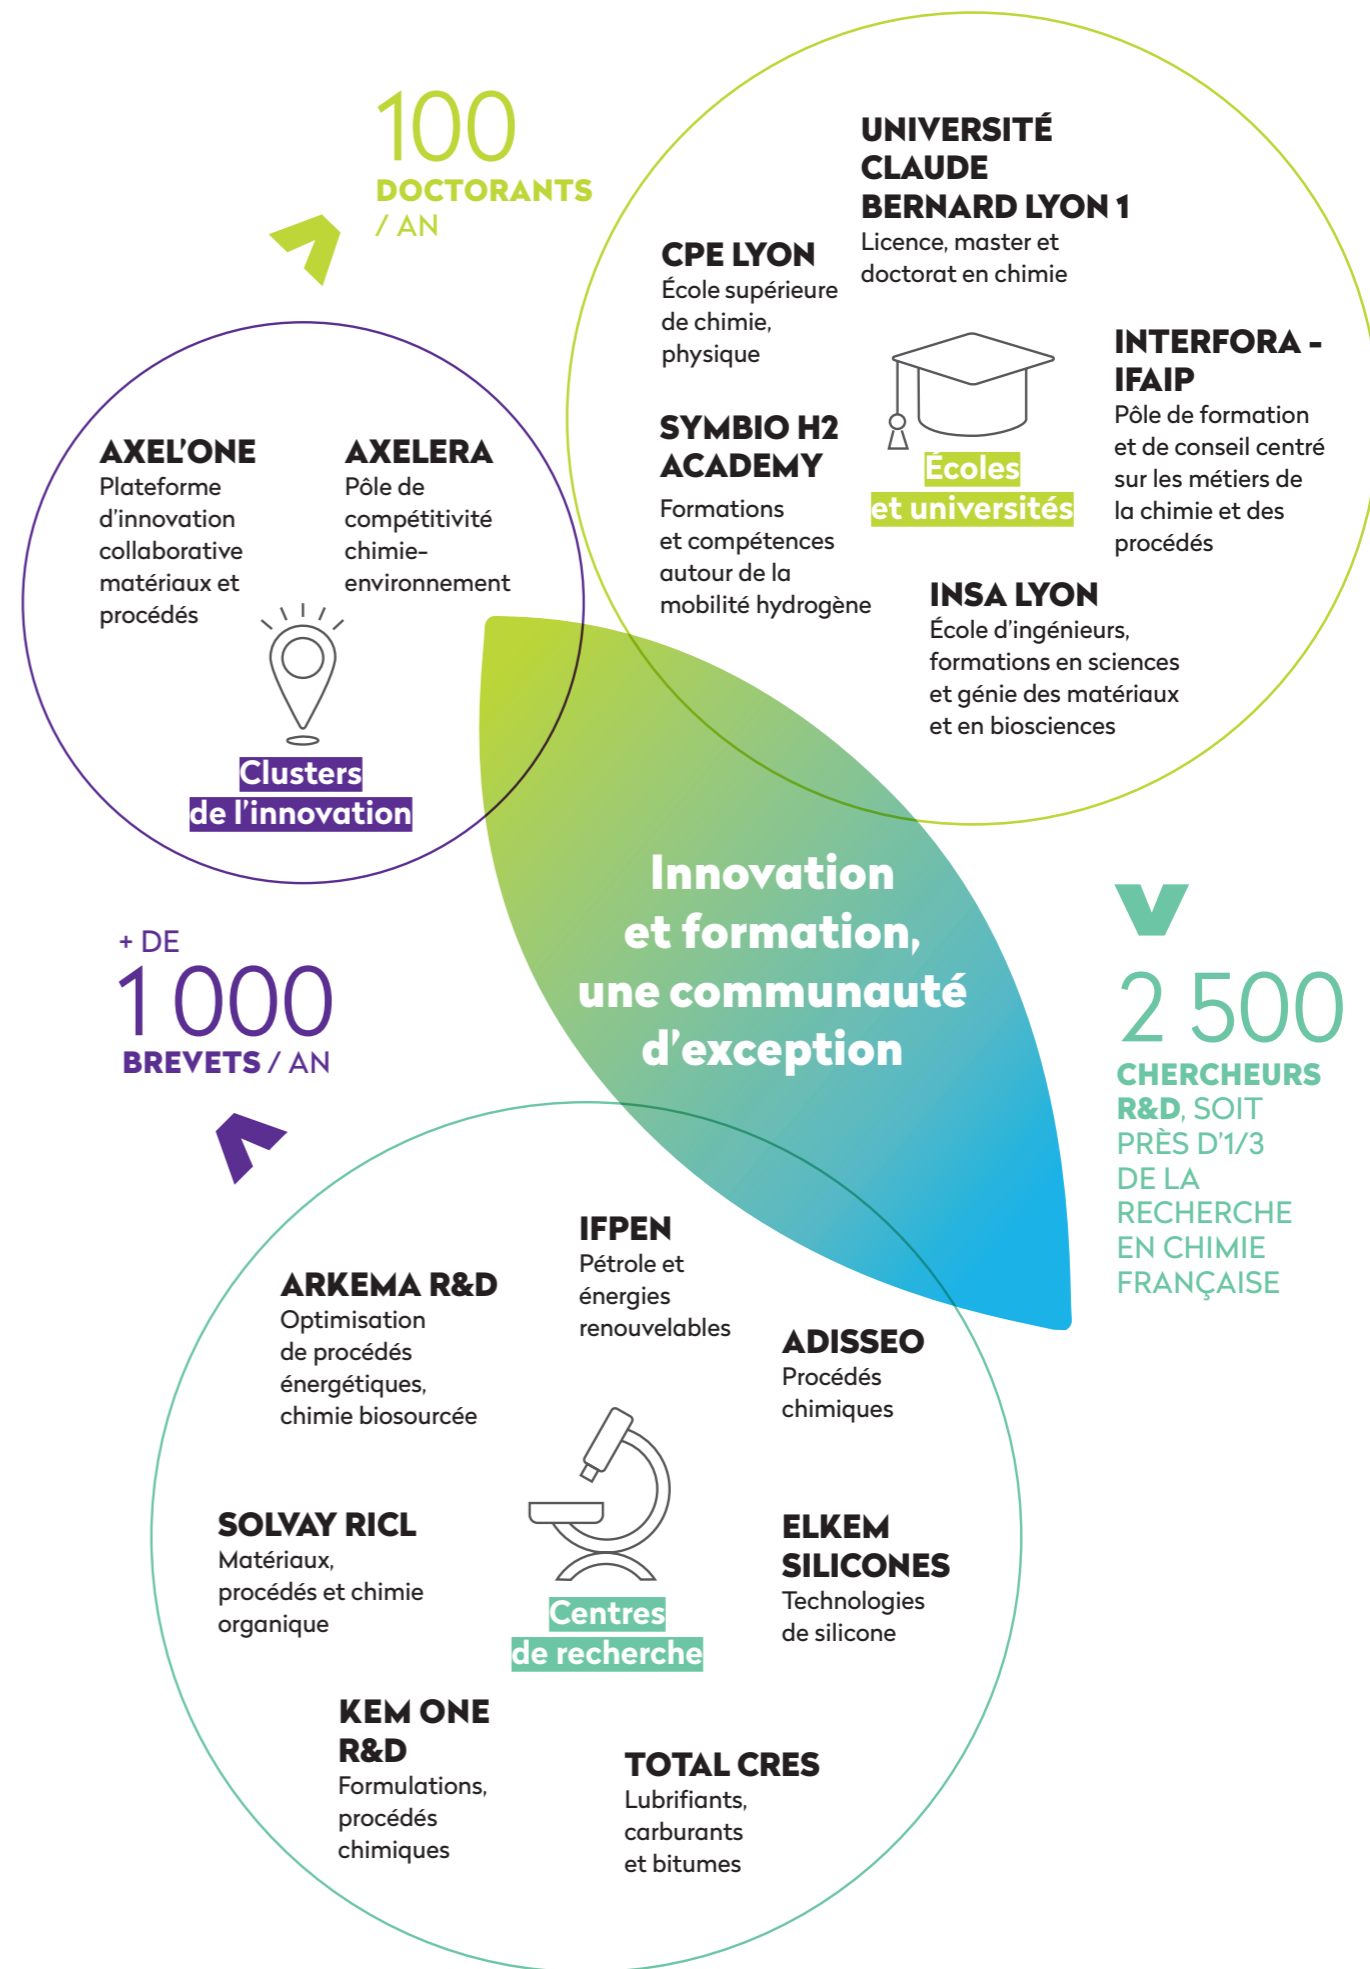 100
DOCTORANTS
/ AN
UNIVERSITÉ
CLAUDE
BERNARD LYON 1
Licence, master et
doctorat en chimie
CPE LYON
École supérieure
de chimie,
physique
INTERFORA -
IFAIP
Pôle de formation
et de conseil centré
sur les métiers de
la chimie et des
procédés
SYMBIO H2
ACADEMY
Formations
et compétences
autour de la
mobilité hydrogène
Écoles
et universités
INSA LYON
École d'ingénieurs,
formations en sciences
et génie des matériaux
et en biosciences
AXEL'ONE
Plateforme
d'innovation
collaborative
matériaux et
procédés
AXELERA
Pôle de
compétitivité
chimie-
environnement
Clusters
de l'innovation
Innovation
et formation,
une communauté
d'exception
+ DE
1 000
BREVETS / AN
2 500
CHERCHEURS
R&D, SOIT
PRÈS D'1/3
DE LA
RECHERCHE
EN CHIMIE
FRANÇAISE
IFPEN
Pétrole et
énergies
renouvelables
ARKEMA R&D
Optimisation
de procédés
énergétiques,
chimie biosourcée
ADISSEO
Procédés
chimiques
SOLVAY RICL
Matériaux,
procédés et chimie
organique
ELKEM
SILICONES
Technologies
de silicone
Centres
de recherche
KEM ONE
R&D
Formulations,
procédés
chimiques
TOTAL CRES
Lubrifiants,
carburants
et bitumes